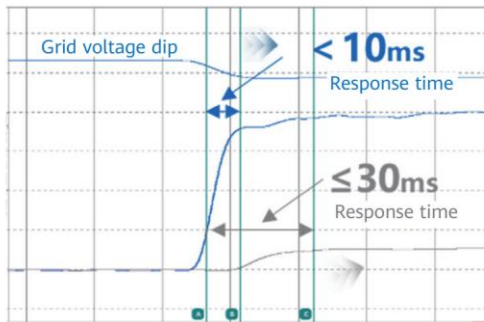 Grid voltage dip
< 10ms
Response time
≤30ms
Response time
A
B
C